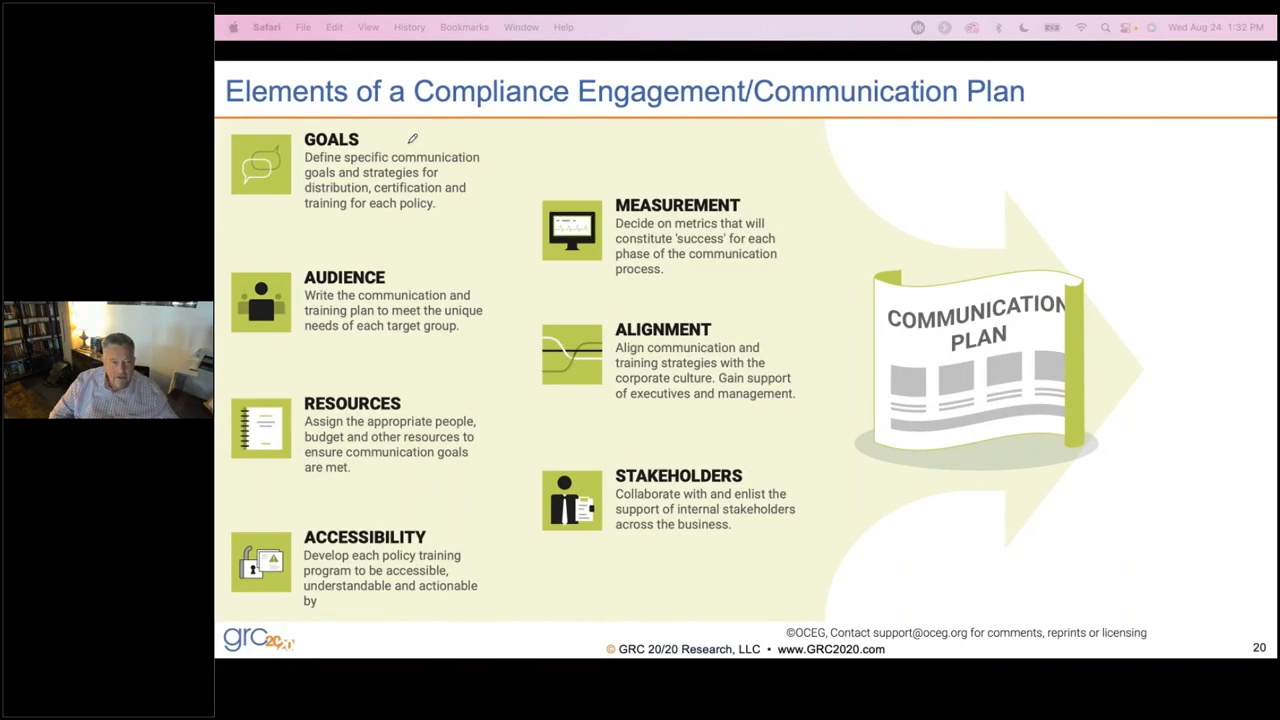 Safari File Edit View History Bookmarks Window Help Wed Aug 24 1:32 PM
Elements of a Compliance Engagement/Communication Plan
GOALS
Define specific communication
goals and strategies for
distribution, certification and
training for each policy.
AUDIENCE
Write the communication and
training plan to meet the unique
needs of each target group.
RESOURCES
Assign the appropriate people,
budget and other resources to
ensure communication goals
are met.
ACCESSIBILITY
Develop each policy training
program to be accessible,
understandable and actionable
by
MEASUREMENT
Decide on metrics that will
constitute 'success' for each
phase of the communication
process.
ALIGNMENT
Align communication and
training strategies with the
corporate culture. Gain support
of executives and management.
STAKEHOLDERS
Collaborate with and enlist the
support of internal stakeholders
across the business.
COMMUNICATION
PLAN
©OCEG, Contact support@oceg.org for comments, reprints or licensing
grc2020
© GRC 20/20 Research, LLC • www.GRC2020.com
20